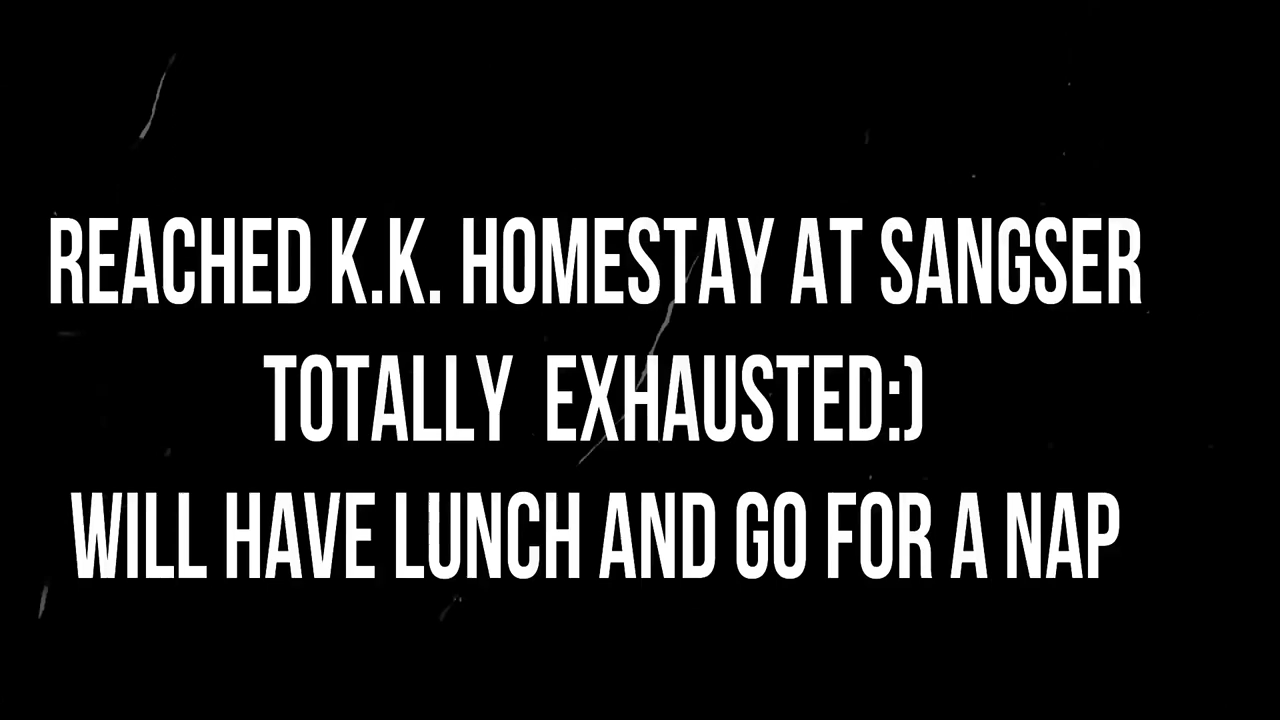 REACHED K.K. HOMESTAY AT SANGSER
TOTALLY EXHAUSTED:)
WILL HAVE LUNCH AND GO FOR A NAP